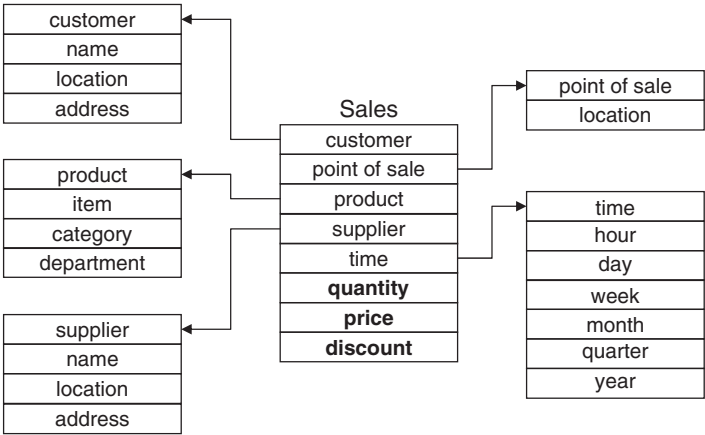 customer
name
location
address
product
item
category
department
supplier
name
location
address
Sales
customer
point of sale
product
supplier
time
quantity
price
discount
point of sale
location
time
hour
day
week
month
quarter
year